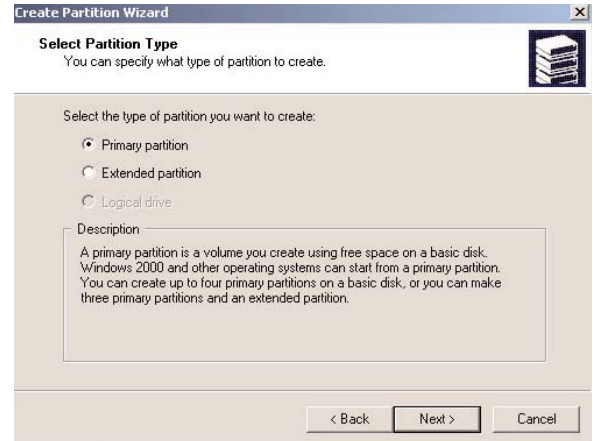 Create Partition Wizard
Select Partition Type
You can specify what type of partition to create.
Select the type of partition you want to create:
Primary partition
Extended partition
Logical drive
Description
A primary partition is a volume you create using free space on a basic disk.
Windows 2000 and other operating systems can start from a primary partition.
You can create up to four primary partitions on a basic disk, or you can make
three primary partitions and an extended partition.
< Back Next > Cancel